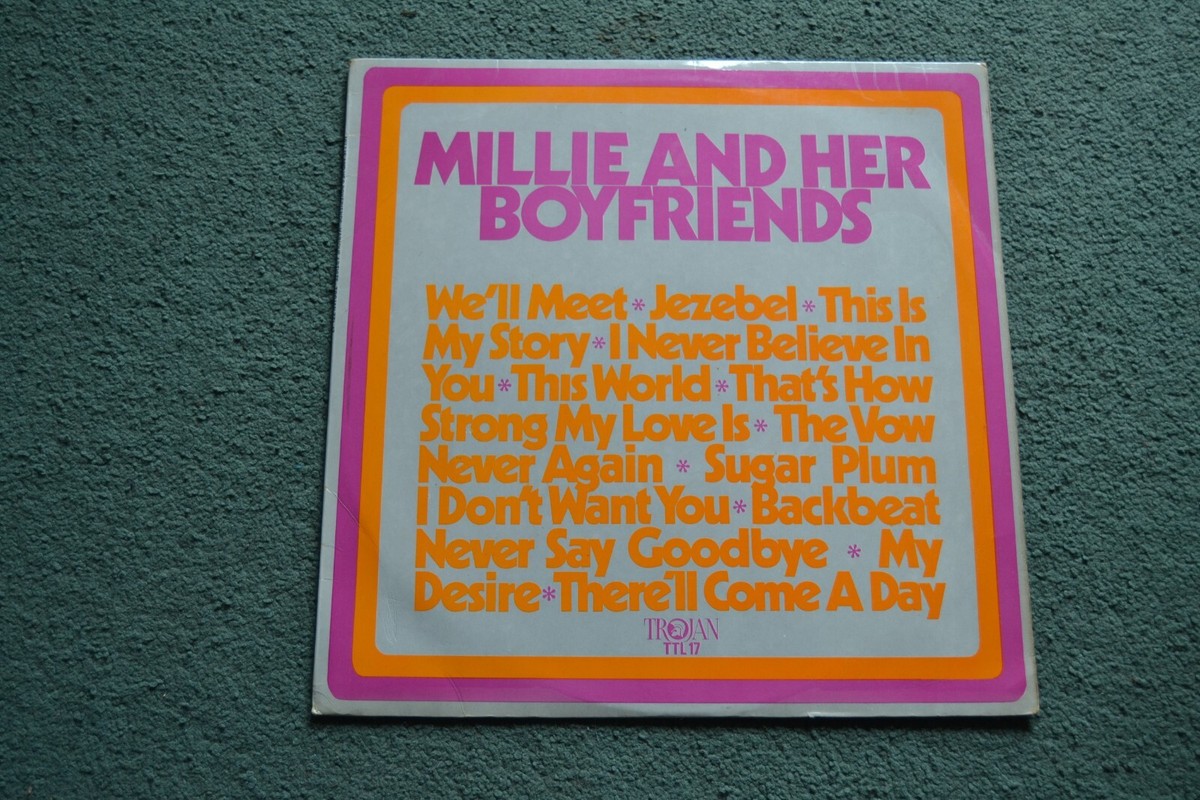 MILLIE AND HER
BOYFRIENDS
We'll Meet * Jezebel * This Is
My Story * I Never Believe In
You * This World * That's How
Strong My Love Is * The Vow
Never Again * Sugar Plum
I Don't Want You * Backbeat
Never Say Goodbye * My
Desire * There'll Come A Day
TROJAN
TTL 17